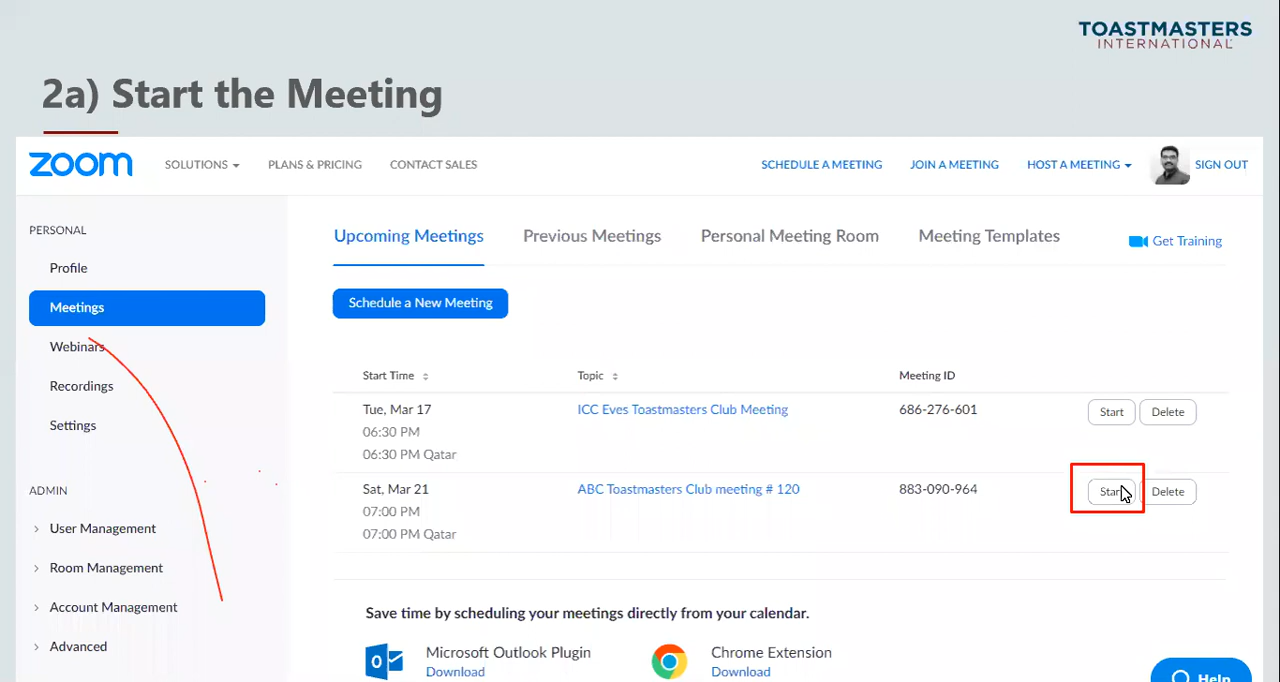 TOASTMASTERS
INTERNATIONAL
2a) Start the Meeting
zoom SOLUTIONS PLANS & PRICING CONTACT SALES SCHEDULE A MEETING JOIN A MEETING HOST A MEETING SIGN OUT
PERSONAL
Profile
Meetings
Webinars
Recordings
Settings
ADMIN
User Management
Room Management
Account Management
Advanced
Upcoming Meetings Previous Meetings Personal Meeting Room Meeting Templates Get Training
Schedule a New Meeting
Start Time Topic Meeting ID
Tue, Mar 17 ICC Eves Toastmasters Club Meeting 686-276-601 Start Delete
06:30 PM
06:30 PM Qatar
Sat, Mar 21 ABC Toastmasters Club meeting # 120 883-090-964 Start Delete
07:00 PM
07:00 PM Qatar
Save time by scheduling your meetings directly from your calendar.
Microsoft Outlook Plugin Chrome Extension
Download Download
Help